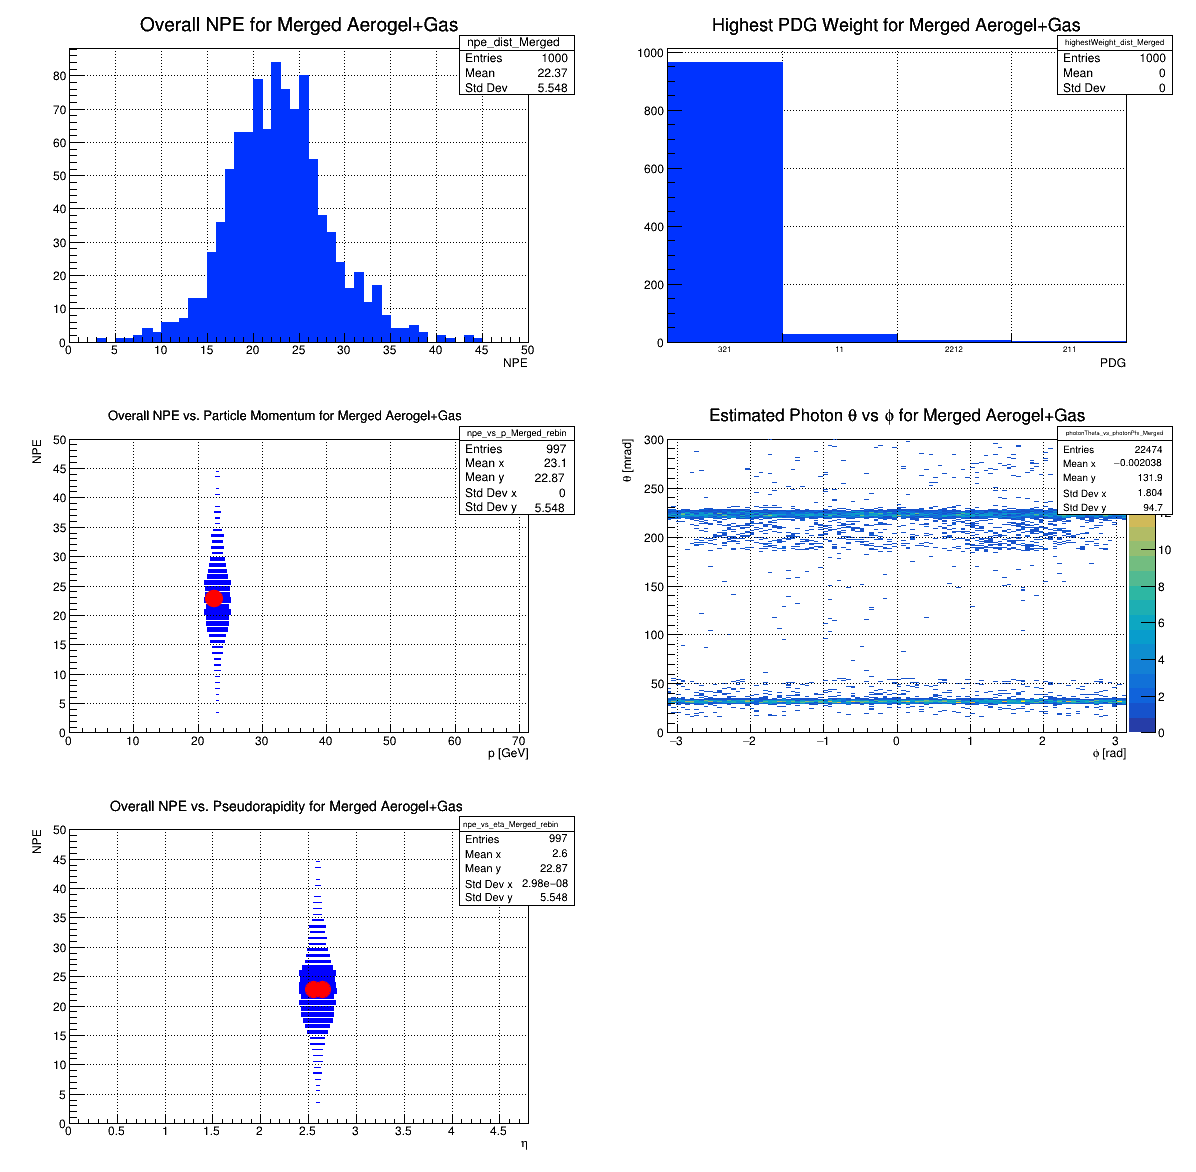 Overall NPE for Merged Aerogel+Gas
npe_dist_Merged
Entries 1000
Mean 22.37
Std Dev 5.548
80
70
60
50
40
30
20
10
0
0 5 10 15 20 25 30 35 40 45 50
NPE
Highest PDG Weight for Merged Aerogel+Gas
highestWeight_dist_Merged
Entries 1000
Mean 0
Std Dev 0
1000
800
600
400
200
0
321 11 2212 211
PDG
Overall NPE vs. Particle Momentum for Merged Aerogel+Gas
npe_vs_p_Merged_rebin
Entries 997
Mean x 23.1
Mean y 22.87
Std Dev x 0
Std Dev y 5.548
NPE
50
45
40
35
30
25
20
15
10
5
0
0 10 20 30 40 50 60 70
p [GeV]
Estimated Photon θ vs ϕ for Merged Aerogel+Gas
photonTheta_vs_photonPhi_Merged
Entries 22474
Mean x −0.002038
Mean y 131.9
Std Dev x 1.804
Std Dev y 94.7
θ [mrad]
300
250
200
150
100
50
0
−3 −2 −1 0 1 2 3
ϕ [rad]
12
10
8
6
4
2
0
Overall NPE vs. Pseudorapidity for Merged Aerogel+Gas
npe_vs_eta_Merged_rebin
Entries 997
Mean x 2.6
Mean y 22.87
Std Dev x 2.98e−08
Std Dev y 5.548
NPE
50
45
40
35
30
25
20
15
10
5
0
0 0.5 1 1.5 2 2.5 3 3.5 4 4.5
η